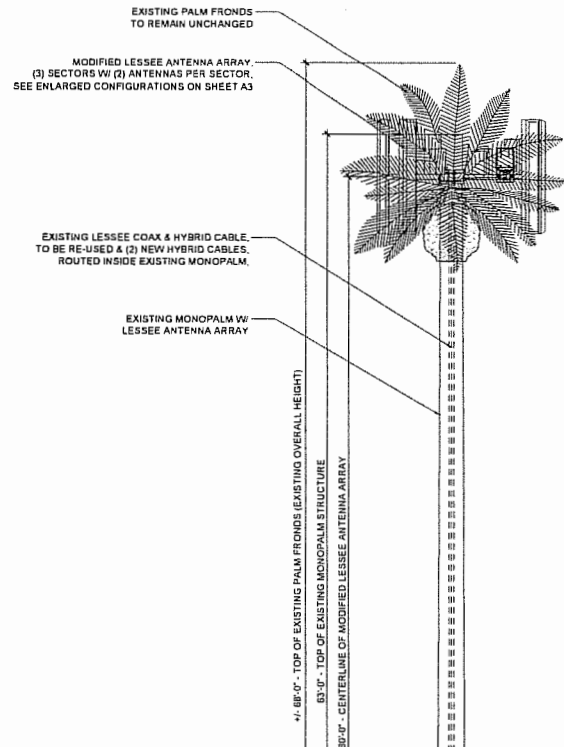 EXISTING PALM FRONDS
TO REMAIN UNCHANGED
MODIFIED LESSEE ANTENNA ARRAY.
(3) SECTORS W/ (2) ANTENNAS PER SECTOR,
SEE ENLARGED CONFIGURATIONS ON SHEET A3
EXISTING LESSEE COAX & HYBRID CABLE,
TO BE RE-USED & (2) NEW HYBRID CABLES,
ROUTED INSIDE EXISTING MONOPALM.
EXISTING MONOPALM W/
LESSEE ANTENNA ARRAY
+/- 68'-0" - TOP OF EXISTING PALM FRONDS (EXISTING OVERALL HEIGHT)
63'-0" - TOP OF EXISTING MONOPALM STRUCTURE
60'-0" - CENTERLINE OF MODIFIED LESSEE ANTENNA ARRAY